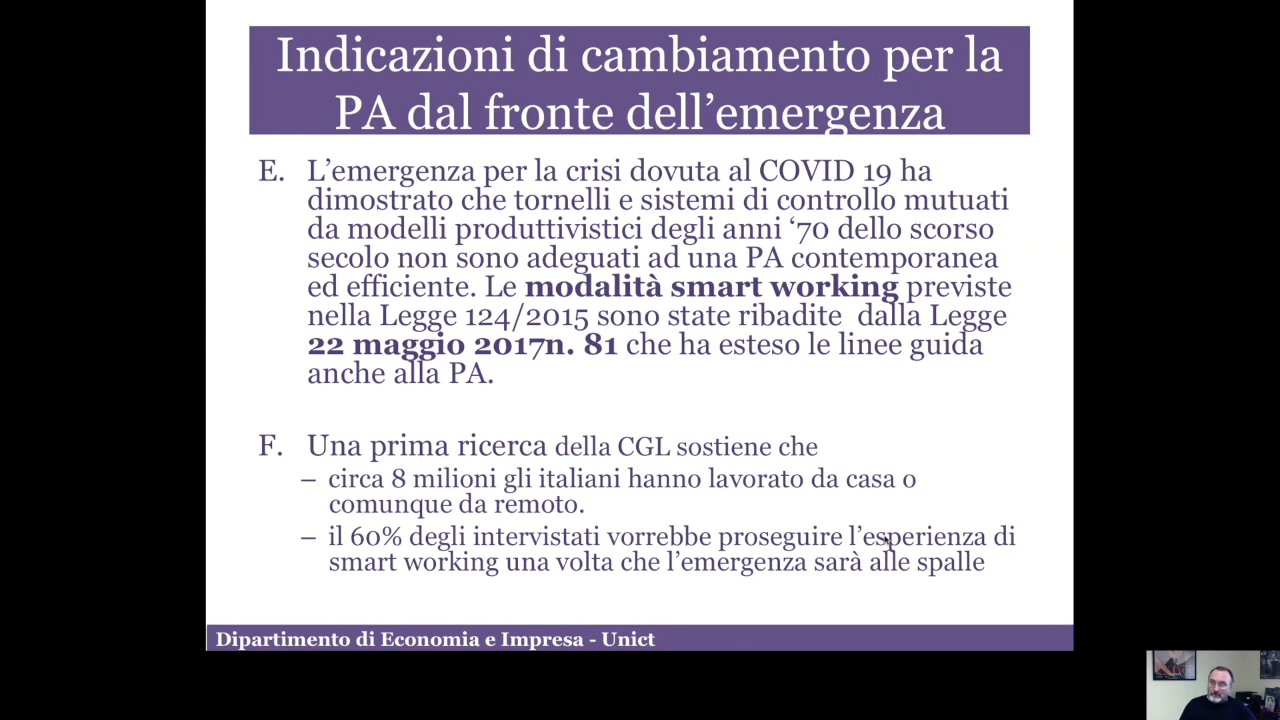 Indicazioni di cambiamento per la
PA dal fronte dell’emergenza
E. L’emergenza per la crisi dovuta al COVID 19 ha
dimostrato che tornelli e sistemi di controllo mutuati
da modelli produttivistici degli anni ‘70 dello scorso
secolo non sono adeguati ad una PA contemporanea
ed efficiente. Le modalità smart working previste
nella Legge 124/2015 sono state ribadite dalla Legge
22 maggio 2017n. 81 che ha esteso le linee guida
anche alla PA.
F. Una prima ricerca della CGL sostiene che
– circa 8 milioni gli italiani hanno lavorato da casa o
comunque da remoto.
– il 60% degli intervistati vorrebbe proseguire l’esperienza di
smart working una volta che l’emergenza sarà alle spalle
Dipartimento di Economia e Impresa - Unict